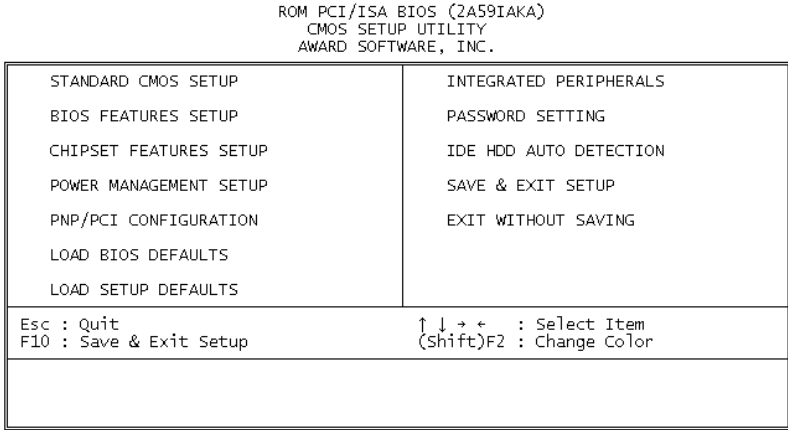 ROM PCI/ISA BIOS (2A59IAKA)
CMOS SETUP UTILITY
AWARD SOFTWARE, INC.
STANDARD CMOS SETUP
BIOS FEATURES SETUP
CHIPSET FEATURES SETUP
POWER MANAGEMENT SETUP
PNP/PCI CONFIGURATION
LOAD BIOS DEFAULTS
LOAD SETUP DEFAULTS
INTEGRATED PERIPHERALS
PASSWORD SETTING
IDE HDD AUTO DETECTION
SAVE & EXIT SETUP
EXIT WITHOUT SAVING
Esc : Quit
F10 : Save & Exit Setup
↑ ↓ → ← : Select Item
(Shift)F2 : Change Color